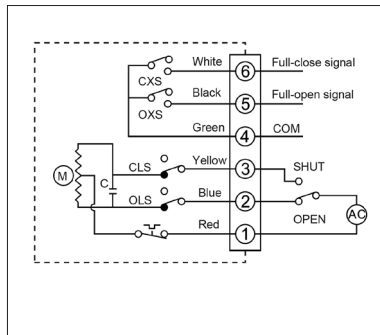 White 6 Full-close signal
CXS
Black 5 Full-open signal
OXS
Green 4 COM
CLS Yellow 3 SHUT
M C
OLS Blue 2 OPEN AC
Red 1